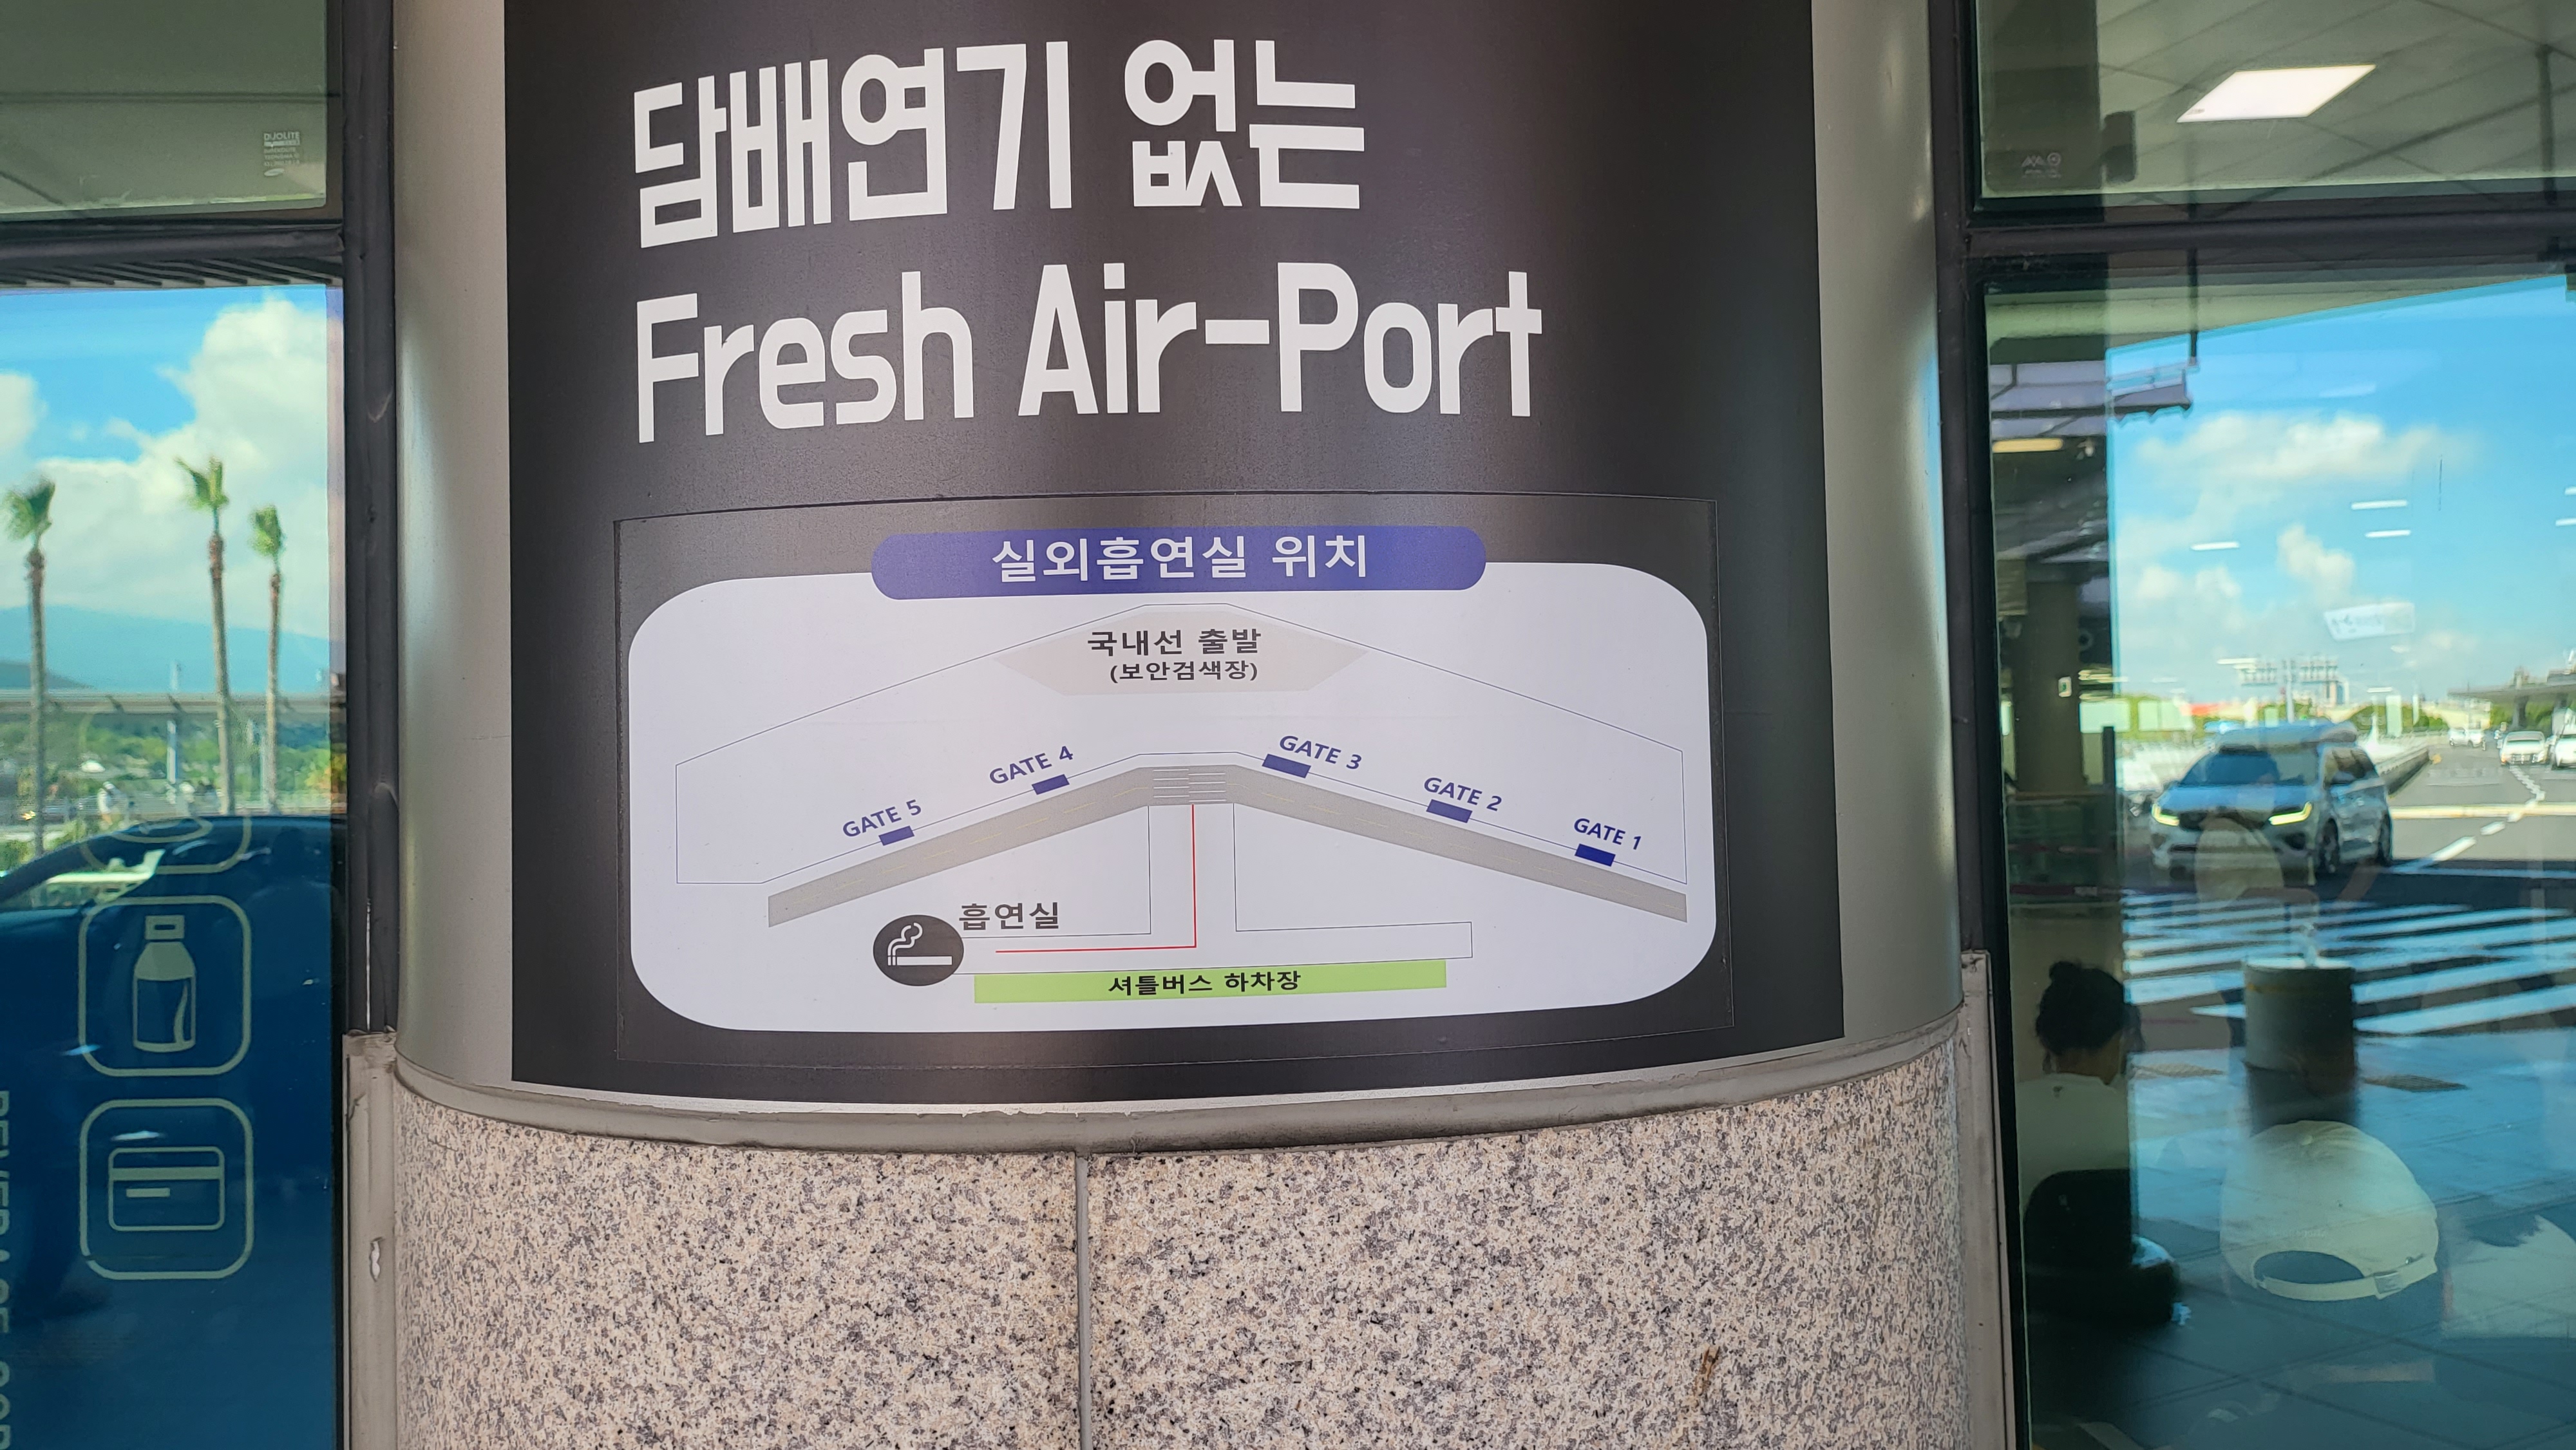 담배연기 없는
Fresh Air-Port
실외흡연실 위치
국내선 출발
(보안검색장)
GATE 5
GATE 4
GATE 3
GATE 2
GATE 1
흡연실
셔틀버스 하차장